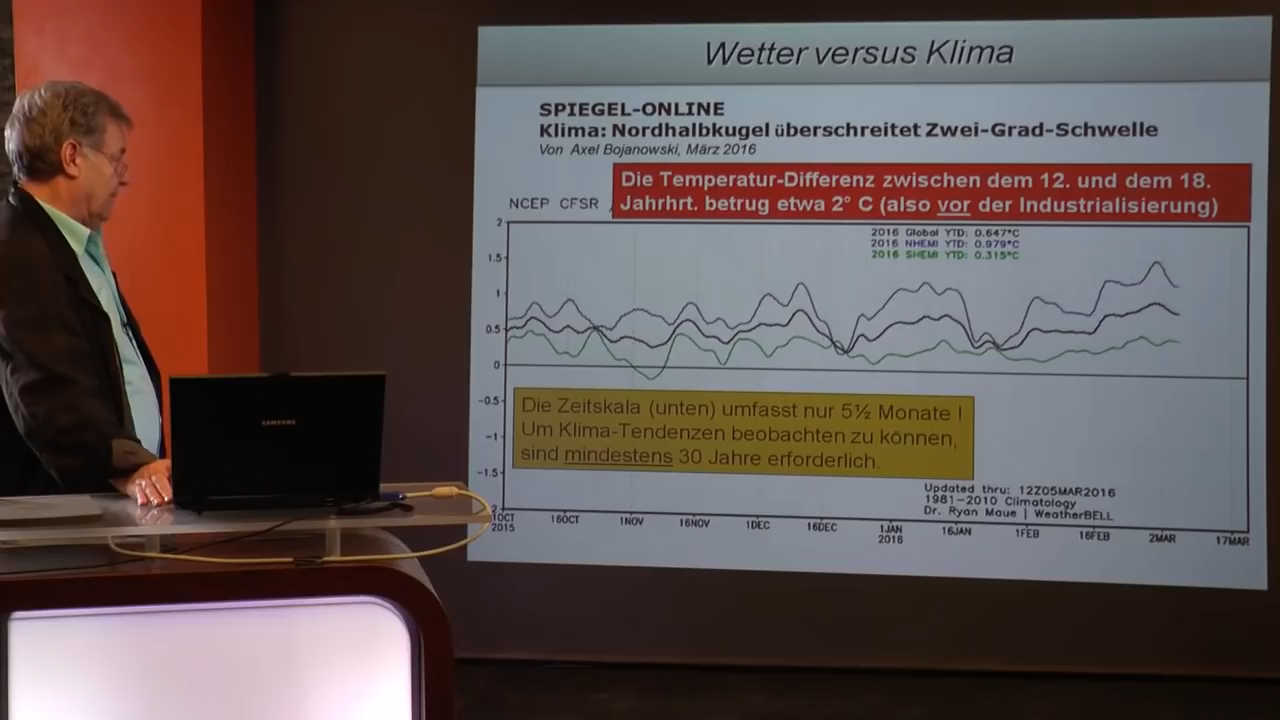 Wetter versus Klima
SPIEGEL-ONLINE
Klima: Nordhalbkugel überschreitet Zwei-Grad-Schwelle
Von Axel Bojanowski, März 2016
Die Temperatur-Differenz zwischen dem 12. und dem 18.
Jahrhrt. betrug etwa 2° C (also vor der Industrialisierung)
NCEP CFSR
2016 Global YTD: 0.647°C
2016 NHEMI YTD: 0.979°C
2016 SHEMI YTD: 0.315°C
2
1.5
1
0.5
0
-0.5
-1
-1.5
Die Zeitskala (unten) umfasst nur 5½ Monate !
Um Klima-Tendenzen beobachten zu können,
sind mindestens 30 Jahre erforderlich.
SAMSUNG
Updated thru: 12Z05MAR2016
1981-2010 Climatology
Dr. Ryan Maue | WeatherBELL
1OCT 16OCT 1NOV 16NOV 1DEC 16DEC 1JAN 16JAN 1FEB 16FEB 2MAR 17MAR
2015 2016